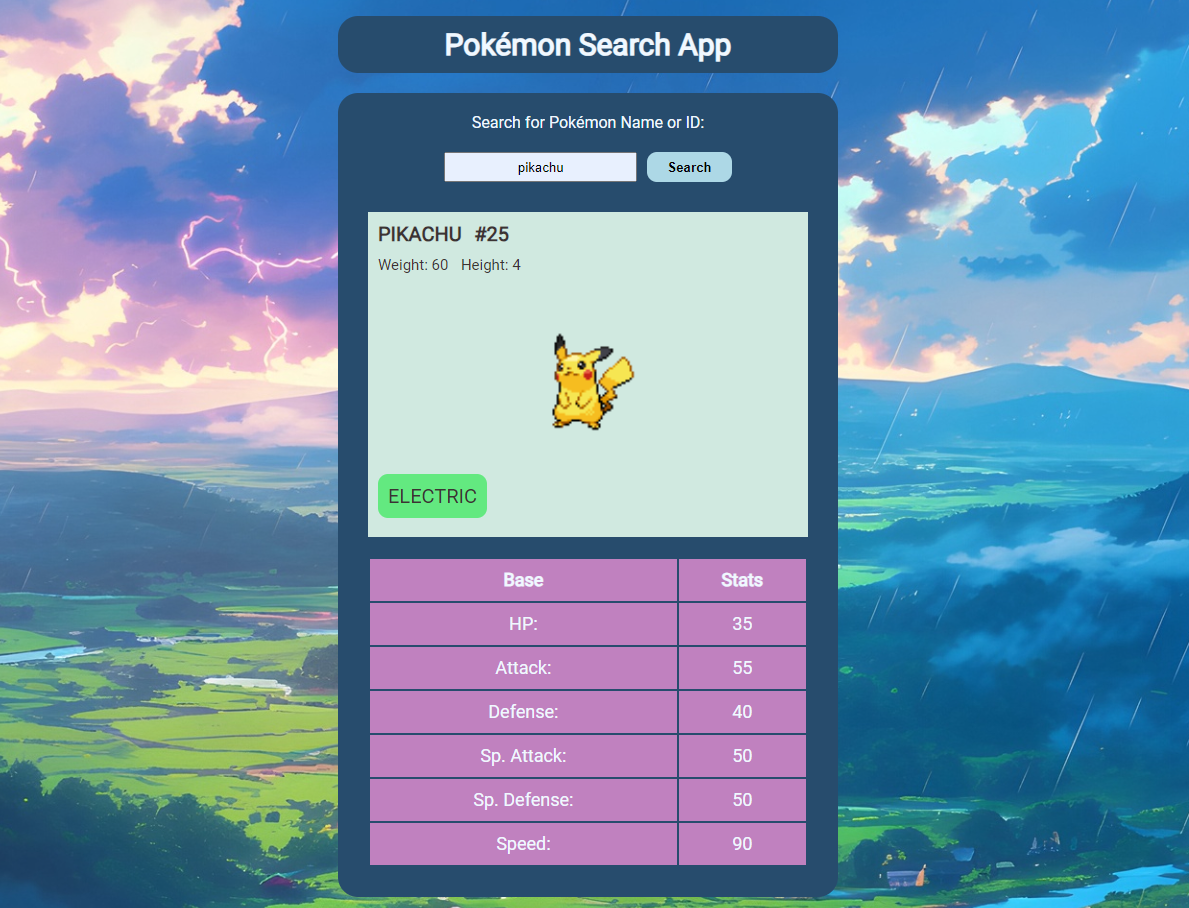 Pokémon Search App
Search for Pokémon Name or ID:
pikachu Search
PIKACHU #25
Weight: 60 Height: 4
ELECTRIC
Base Stats
HP: 35
Attack: 55
Defense: 40
Sp. Attack: 50
Sp. Defense: 50
Speed: 90